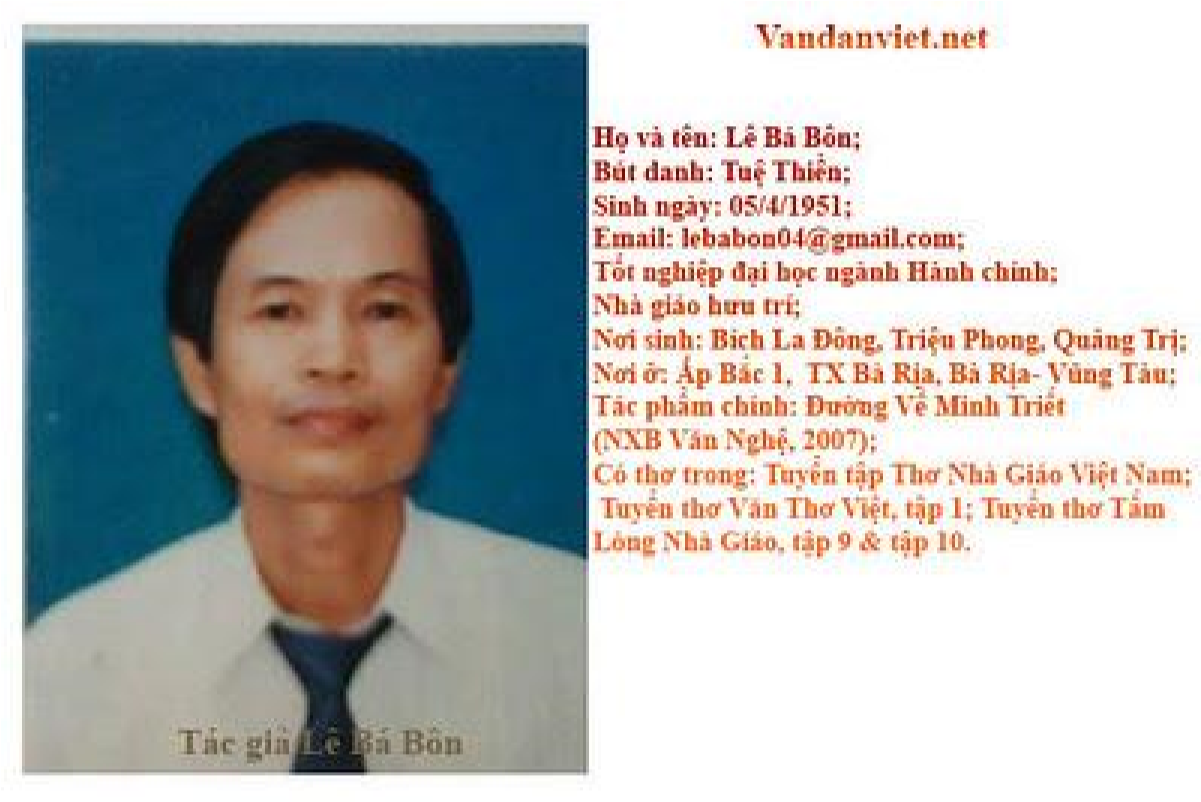 Vandanviet.net
Họ và tên: Lê Bá Bôn;
Bút danh: Tuệ Thiền;
Sinh ngày: 05/4/1951;
Email: lebabon04@gmail.com;
Tốt nghiệp đại học ngành Hành chính;
Nhà giáo hưu trí;
Nơi sinh: Bích La Đông, Triệu Phong, Quảng Trị;
Nơi ở: Ấp Bắc 1, TX Bà Rịa, Bà Rịa- Vũng Tàu;
Tác phẩm chính: Đường Về Minh Triết
(NXB Văn Nghệ, 2007);
Có thơ trong: Tuyển tập Thơ Nhà Giáo Việt Nam;
Tuyển thơ Văn Thơ Việt, tập 1; Tuyển thơ Tấm
Lòng Nhà Giáo, tập 9 & tập 10.
Tác giả Lê Bá Bôn